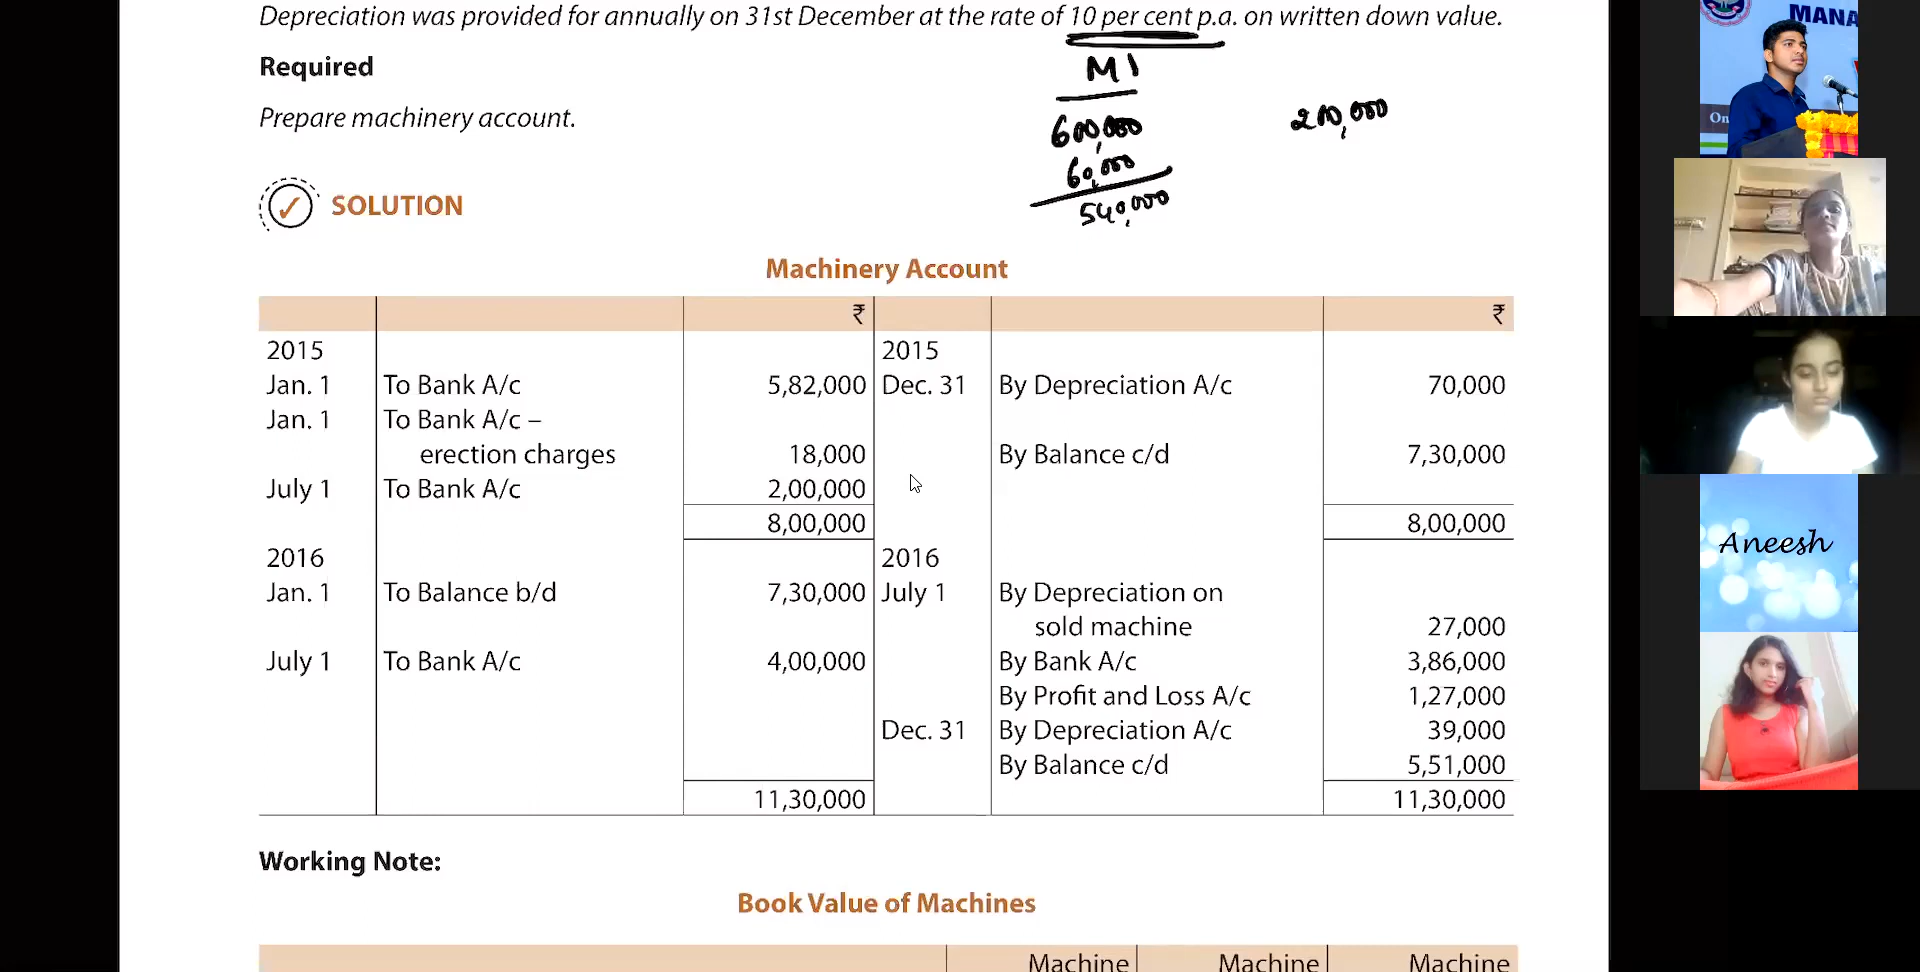 Depreciation was provided for annually on 31st December at the rate of 10 per cent p.a. on written down value.
Required
Prepare machinery account.
M1
600,000
60,000
540,000
200,000
SOLUTION
Machinery Account
₹ ₹
2015 2015
Jan. 1 To Bank A/c 5,82,000 Dec. 31 By Depreciation A/c 70,000
Jan. 1 To Bank A/c –
erection charges 18,000 By Balance c/d 7,30,000
July 1 To Bank A/c 2,00,000
8,00,000 8,00,000
2016 2016
Jan. 1 To Balance b/d 7,30,000 July 1 By Depreciation on
sold machine 27,000
July 1 To Bank A/c 4,00,000 By Bank A/c 3,86,000
By Profit and Loss A/c 1,27,000
Dec. 31 By Depreciation A/c 39,000
By Balance c/d 5,51,000
11,30,000 11,30,000
Working Note:
Book Value of Machines
Machine Machine Machine
MANA
On
Aneesh